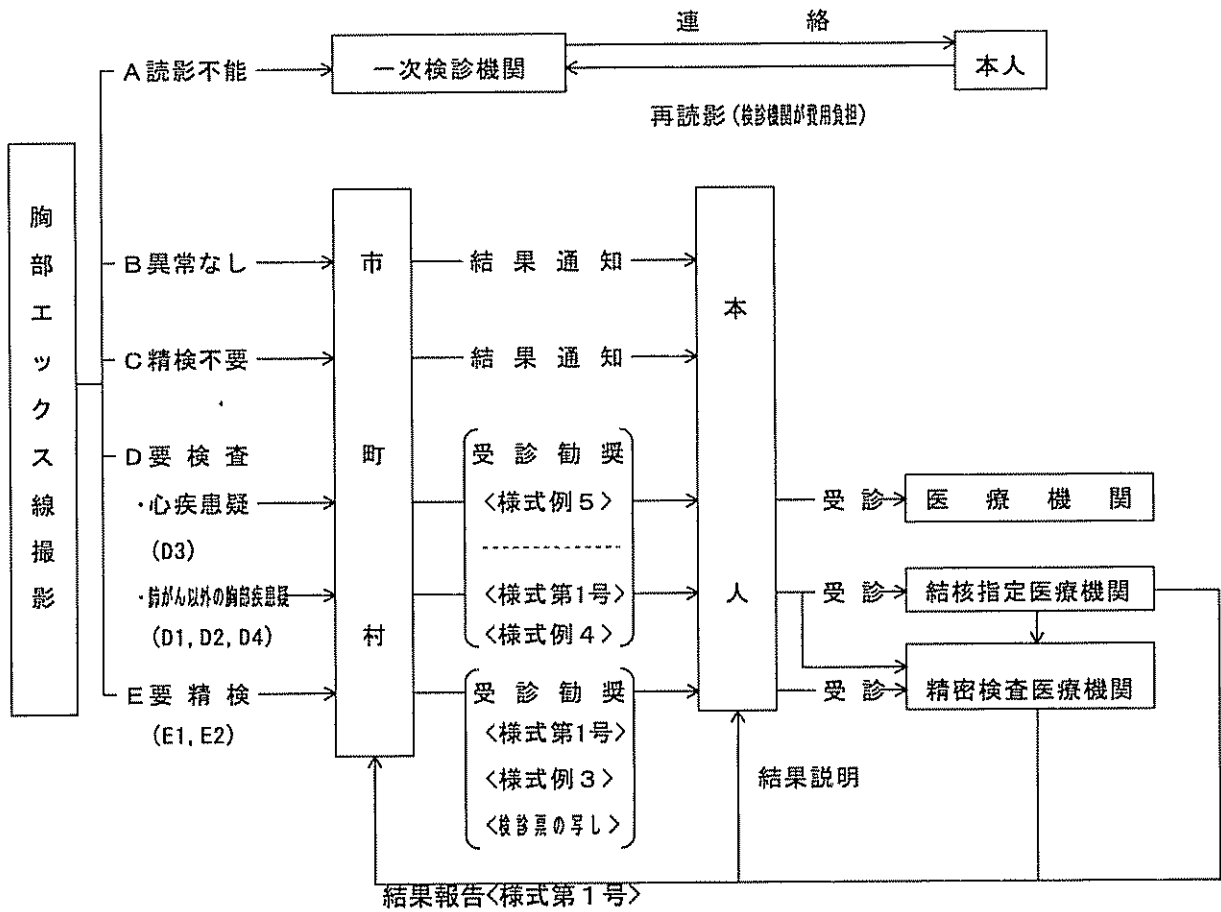 連絡
A読影不能
一次検診機関
本人
再読影(検診機関が費用負担)
胸部エックス線撮影
市町村
本人
B異常なし
結果通知
C精検不要
結果通知
D要検査
受診勧奨
・心疾患疑
<様式例5>
受診
医療機関
(D3)
・肺がん以外の胸部疾患疑
<様式第1号>
受診
結核指定医療機関
(D1,D2,D4)
<様式例4>
E要精検
受診勧奨
受診
精密検査医療機関
(E1,E2)
<様式第1号>
<様式例3>
結果説明
<検診票の写し>
結果報告<様式第1号>